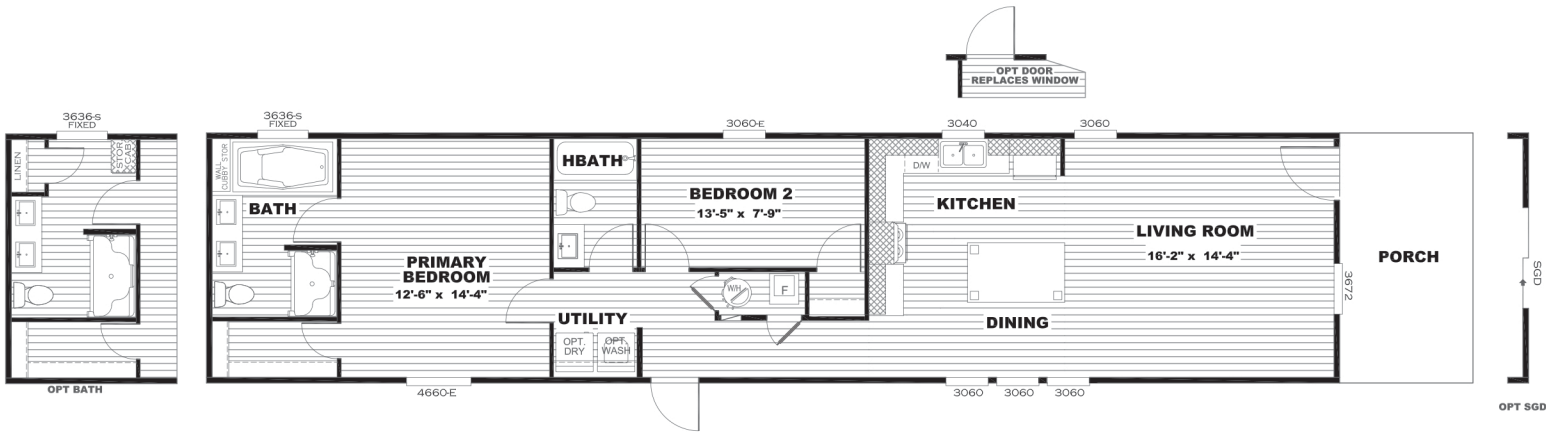 OPT DOOR
REPLACES WINDOW
3636-S
FIXED
3636-S
FIXED
3060-E
3040
3060
LINEN
STOR
XCAB
WALL
CUBBY STOR
BATH
HBATH
D/W
BEDROOM 2
13'-5" x 7'-9"
KITCHEN
LIVING ROOM
16'-2" x 14'-4"
PORCH
PRIMARY
BEDROOM
12'-6" x 14'-4"
W/H
F
3672
SGD
UTILITY
DINING
OPT.
DRY
OPT.
WASH
OPT BATH
4660-E
3060
3060
3060
OPT SGD